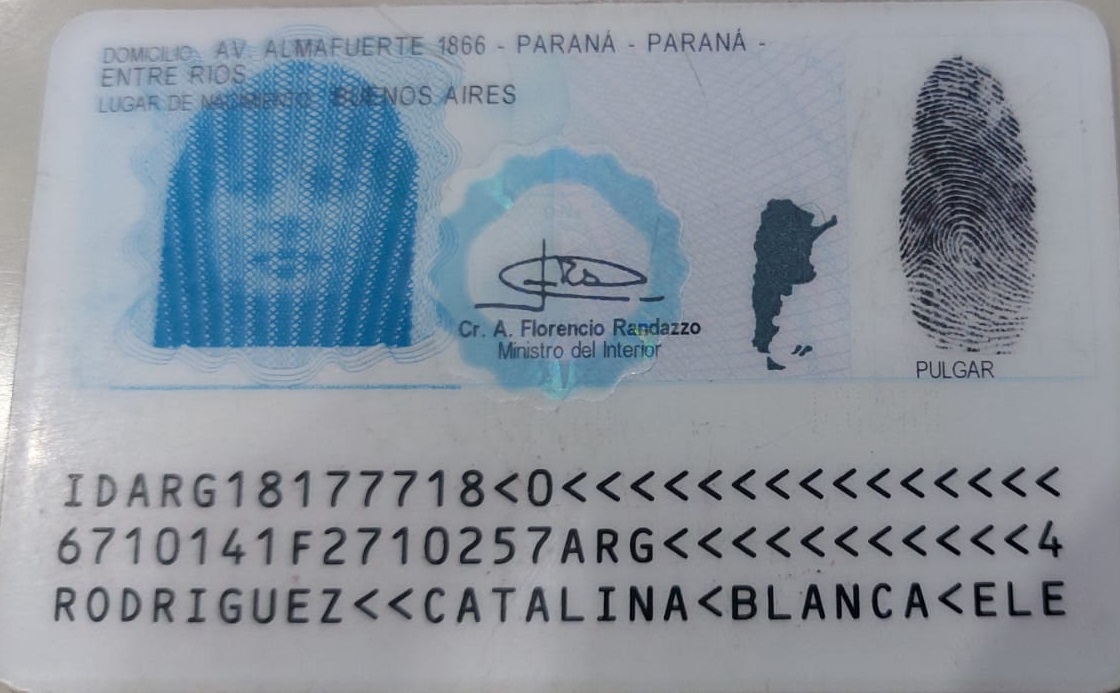 DOMICILIO: AV. ALMAFUERTE 1866 - PARANÁ - PARANÁ -
ENTRE RIOS
LUGAR DE NACIMIENTO: BUENOS AIRES
Cr. A. Florencio Randazzo
Ministro del Interior
PULGAR
IDARG18177718<0<<<<<<<<<<<<<<<
6710141F2710257ARG<<<<<<<<<<<4
RODRIGUEZ<<CATALINA<BLANCA<ELE